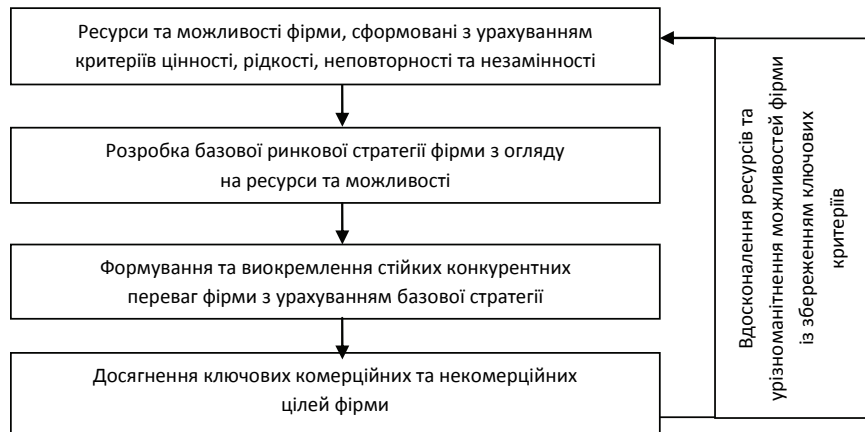 Ресурси та можливості фірми, сформовані з урахуванням
критеріїв цінності, рідкості, неповторності та незамінності
Розробка базової ринкової стратегії фірми з огляду
на ресурси та можливості
Формування та виокремлення стійких конкурентних
переваг фірми з урахуванням базової стратегії
Досягнення ключових комерційних та некомерційних
цілей фірми
Вдосконалення ресурсів та
урізноманітнення можливостей фірми
із збереженням ключових
критеріїв